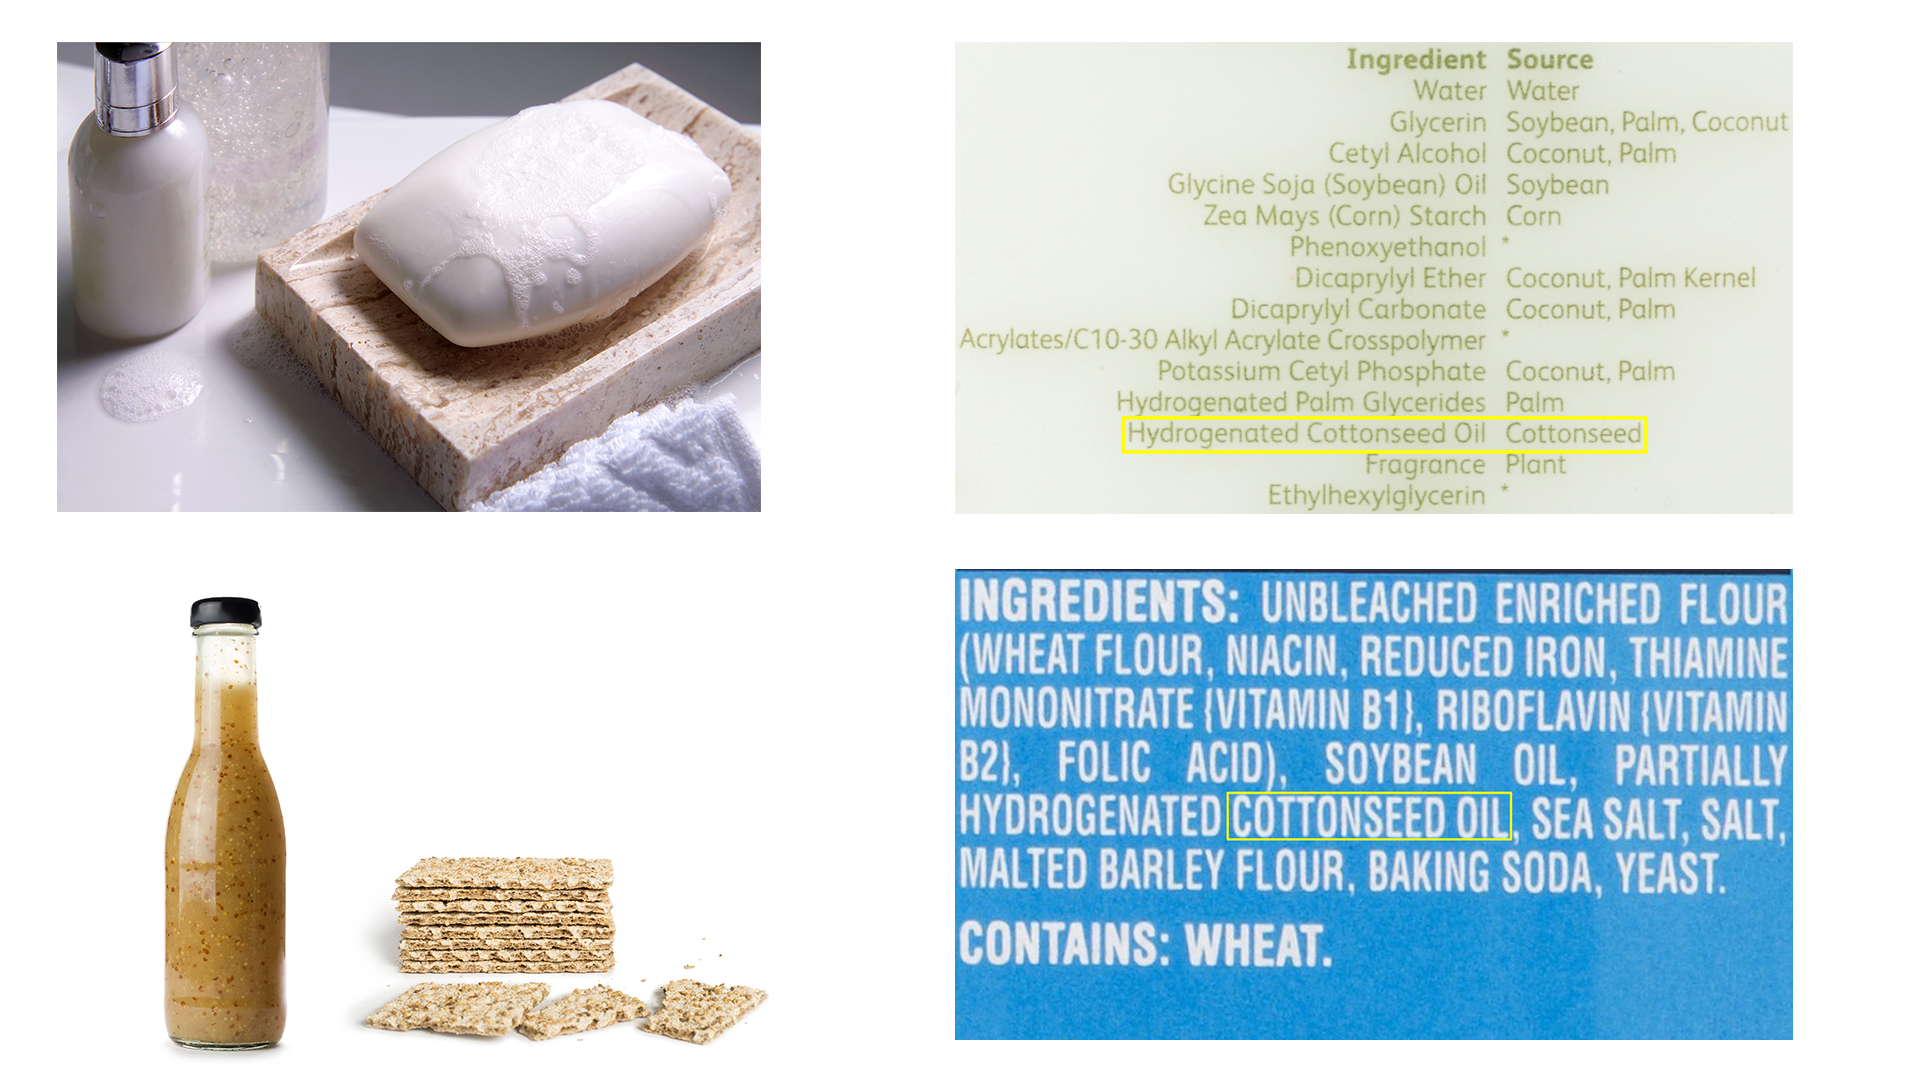 Ingredient Source
Water Water
Glycerin Soybean, Palm, Coconut
Cetyl Alcohol Coconut, Palm
Glycine Soja (Soybean) Oil Soybean
Zea Mays (Corn) Starch Corn
Phenoxyethanol *
Dicaprylyl Ether Coconut, Palm Kernel
Dicaprylyl Carbonate Coconut, Palm
Acrylates/C10-30 Alkyl Acrylate Crosspolymer *
Potassium Cetyl Phosphate Coconut, Palm
Hydrogenated Palm Glycerides Palm
Hydrogenated Cottonseed Oil Cottonseed
Fragrance Plant
Ethylhexylglycerin *
INGREDIENTS: UNBLEACHED ENRICHED FLOUR
(WHEAT FLOUR, NIACIN, REDUCED IRON, THIAMINE
MONONITRATE {VITAMIN B1}, RIBOFLAVIN {VITAMIN
B2}, FOLIC ACID), SOYBEAN OIL, PARTIALLY
HYDROGENATED COTTONSEED OIL, SEA SALT, SALT,
MALTED BARLEY FLOUR, BAKING SODA, YEAST.
CONTAINS: WHEAT.